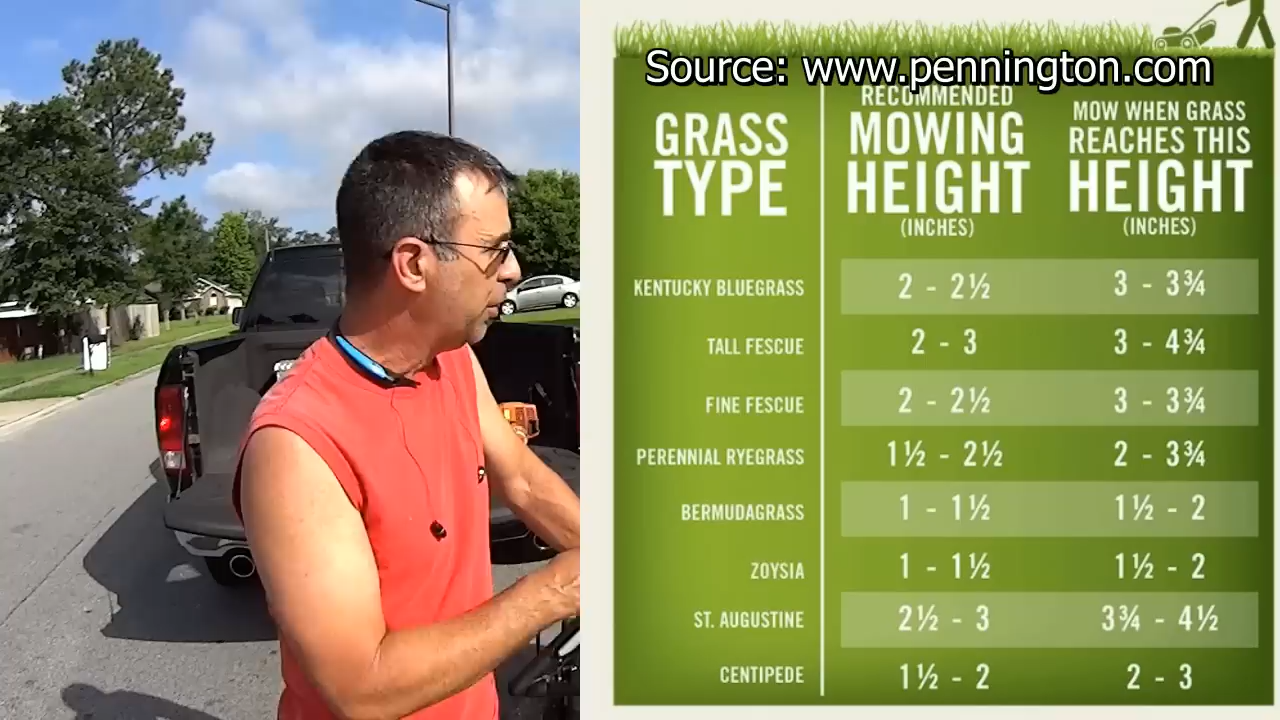 Source: www.pennington.com
GRASS
TYPE
RECOMMENDED
MOWING
HEIGHT
(INCHES)
MOW WHEN GRASS
REACHES THIS
HEIGHT
(INCHES)
KENTUCKY BLUEGRASS 2 - 2½ 3 - 3¾
TALL FESCUE 2 - 3 3 - 4¾
FINE FESCUE 2 - 2½ 3 - 3¾
PERENNIAL RYEGRASS 1½ - 2½ 2 - 3¾
BERMUDAGRASS 1 - 1½ 1½ - 2
ZOYSIA 1 - 1½ 1½ - 2
ST. AUGUSTINE 2½ - 3 3¾ - 4½
CENTIPEDE 1½ - 2 2 - 3